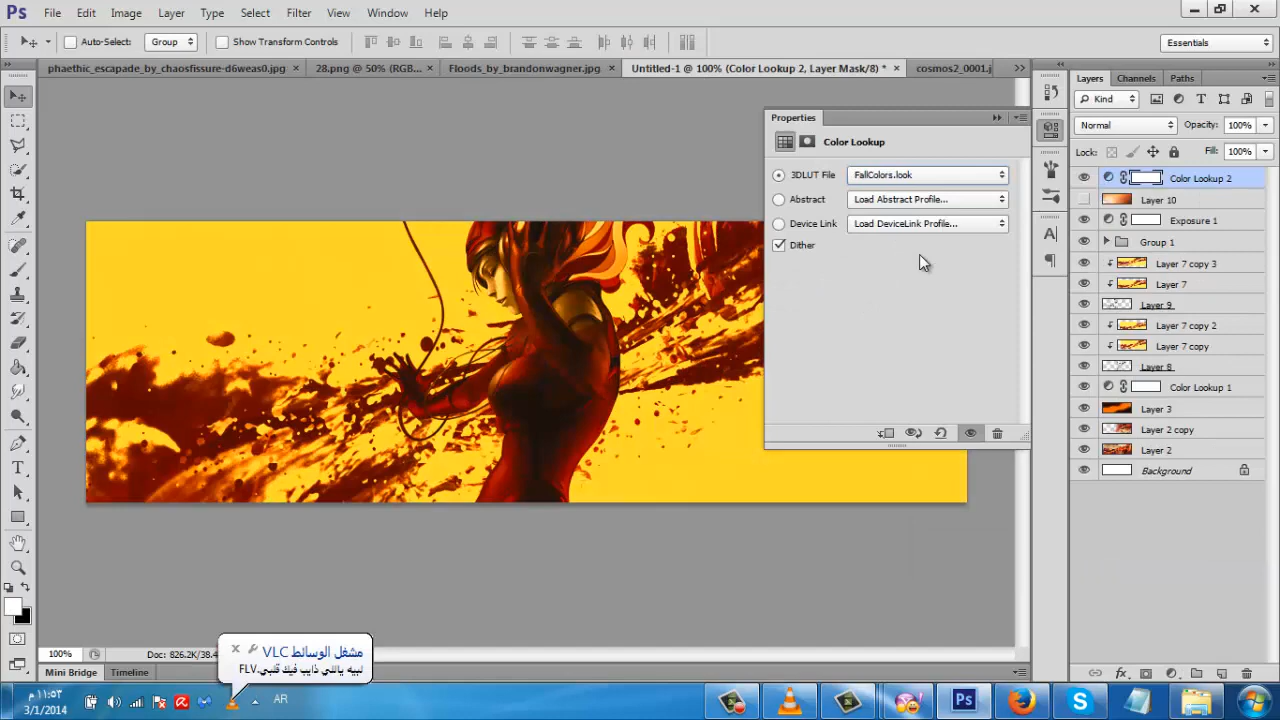 Ps File Edit Image Layer Type Select Filter 3D View Window Help
Auto-Select: Group Show Transform Controls Essentials
phaethic_escapade_by_chaosfissure-d6weas0.jpg × 28.png @ 50% (RGB... × Floods_by_brandonwagner.jpg × Untitled-1 @ 100% (Color Lookup 2, Layer Mask/8) * × cosmos2_0001.j
Properties
Color Lookup
3DLUT File FallColors.look
Abstract Load Abstract Profile...
Device Link Load DeviceLink Profile...
Dither
Layers Channels Paths
Kind
Normal Opacity: 100%
Lock: Fill: 100%
Color Lookup 2
Layer 10
Exposure 1
Group 1
Layer 7 copy 3
Layer 7
Layer 9
Layer 7 copy 2
Layer 7 copy
Layer 8
Color Lookup 1
Layer 3
Layer 2 copy
Layer 2
Background
100% Doc: 826.2K/38.4
Mini Bridge Timeline
مشغل الوسائط VLC
ليبه ياللي دايب فيك قلبي.FLV
١١:٥٣ م
3/1/2014
AR